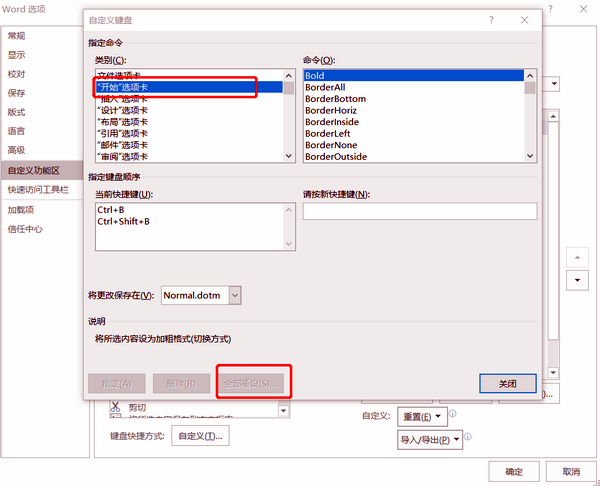 Word 选项
自定义键盘
常规
显示
校对
保存
版式
语言
高级
自定义功能区
快速访问工具栏
加载项
信任中心
指定命令
类别(C):
命令(O):
文件选项卡
“开始”选项卡
“插入”选项卡
“设计”选项卡
“布局”选项卡
“引用”选项卡
“邮件”选项卡
“审阅”选项卡
Bold
BorderAll
BorderBottom
BorderHoriz
BorderInside
BorderLeft
BorderNone
BorderOutside
指定键盘顺序
当前快捷键(U):
请按新快捷键(N):
Ctrl+B
Ctrl+Shift+B
将更改保存在(V):
Normal.dotm
说明
将所选内容设为加粗格式(切换方式)
指定(A)
删除(R)
全部重设(S)...
关闭
剪切
键盘快捷方式:
自定义(T)...
自定义:
重置(E)
导入/导出(P)
确定
取消